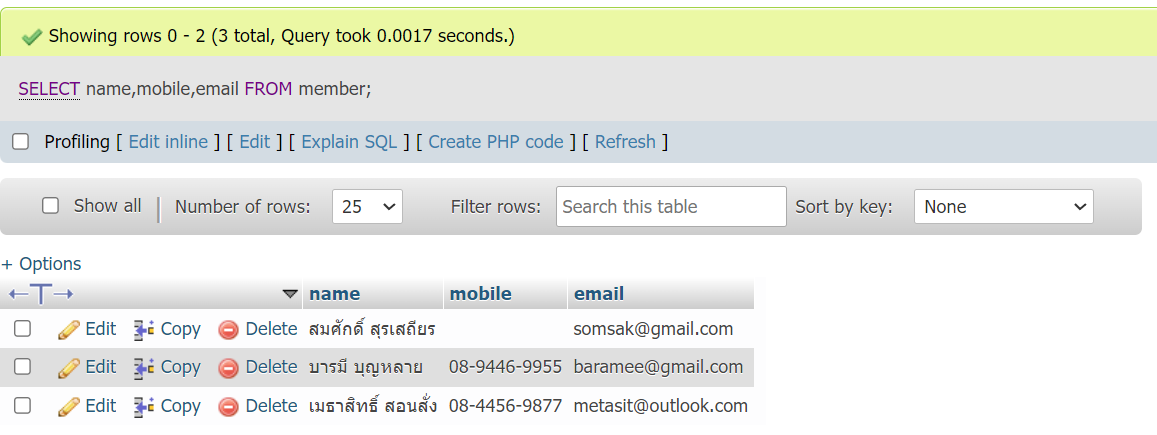 Showing rows 0 - 2 (3 total, Query took 0.0017 seconds.)
SELECT name,mobile,email FROM member;
Profiling [ Edit inline ] [ Edit ] [ Explain SQL ] [ Create PHP code ] [ Refresh ]
Show all Number of rows: 25 Filter rows: Search this table Sort by key: None
+ Options
←T→ name mobile email
Edit Copy Delete สมศักดิ์ สุรเสถียร somsak@gmail.com
Edit Copy Delete บารมี บุญหลาย 08-9446-9955 baramee@gmail.com
Edit Copy Delete เมธาสิทธิ์ สอนสั่ง 08-4456-9877 metasit@outlook.com